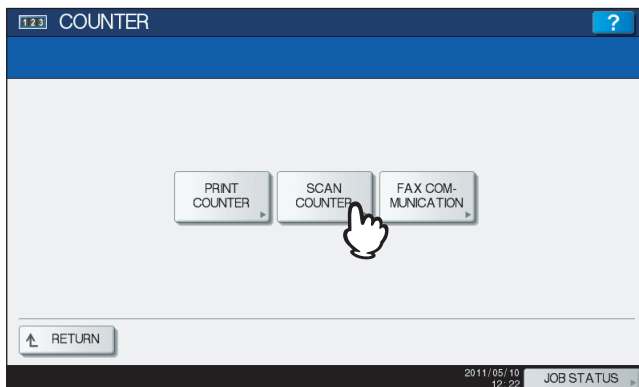 123 COUNTER
?
PRINT
COUNTER
SCAN
COUNTER
FAX COM-
MUNICATION
RETURN
2011/05/10
12:22
JOB STATUS